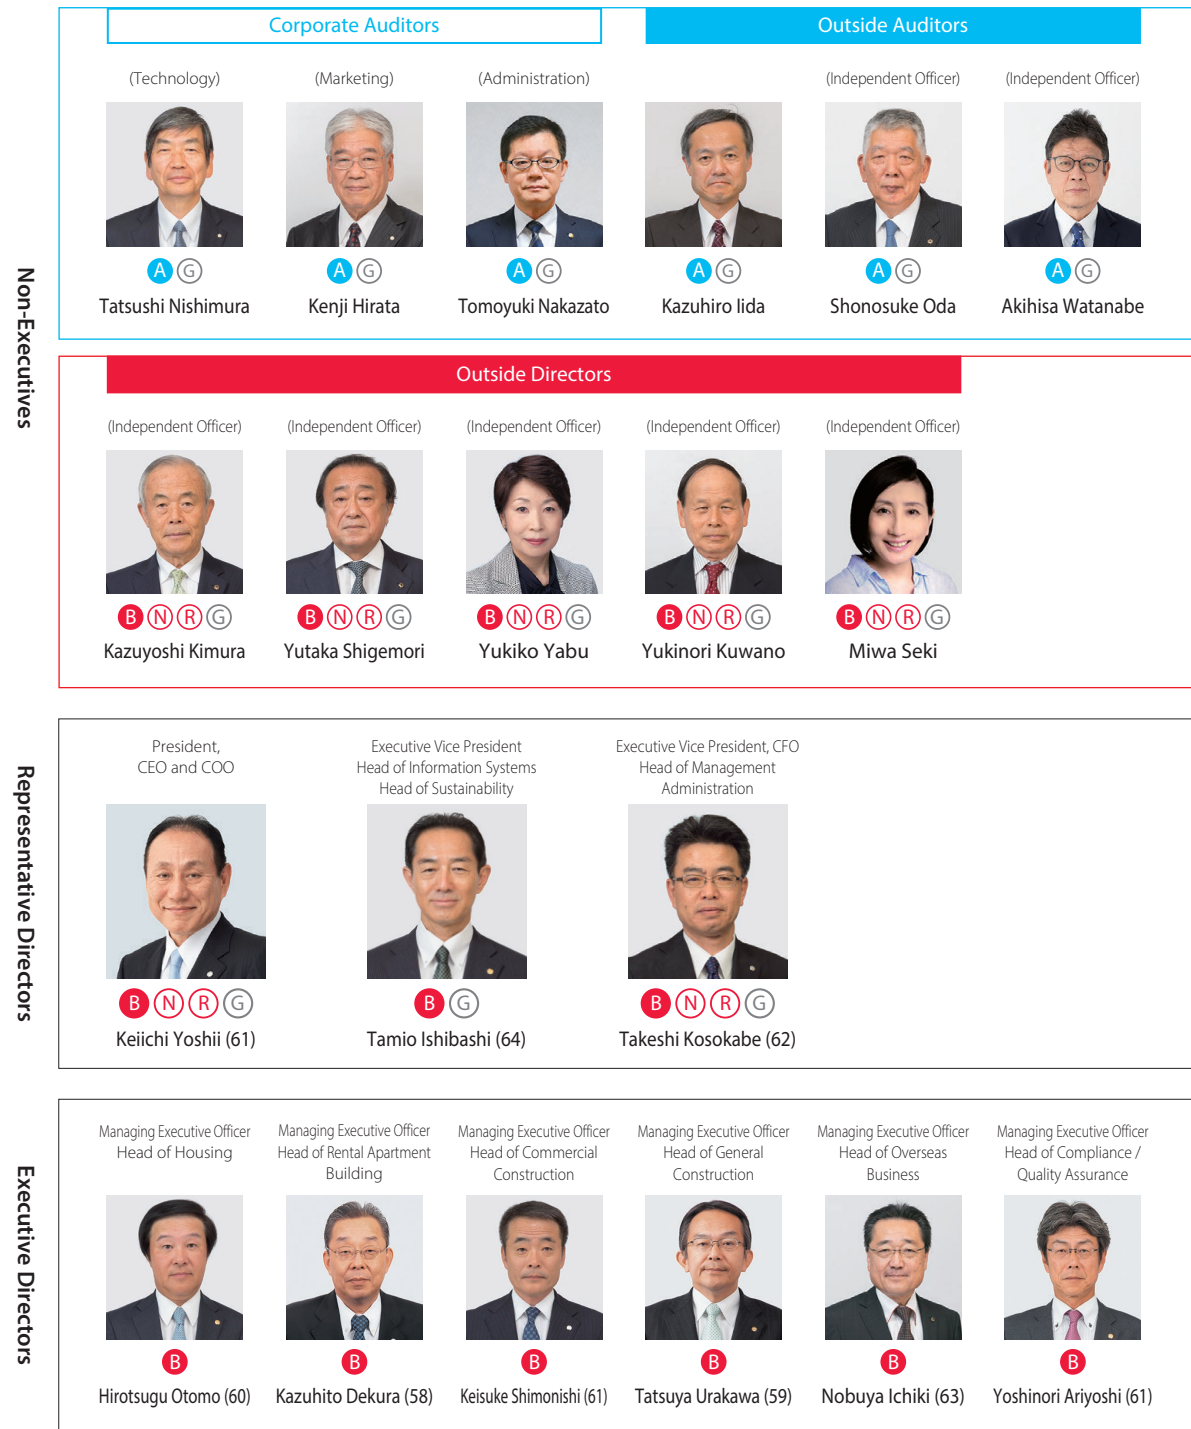 Non-Executives
Corporate Auditors
Outside Auditors
(Technology)
(Marketing)
(Administration)
(Independent Officer)
(Independent Officer)
A G
A G
A G
A G
A G
A G
Tatsushi Nishimura
Kenji Hirata
Tomoyuki Nakazato
Kazuhiro Iida
Shonosuke Oda
Akihisa Watanabe
Outside Directors
(Independent Officer)
(Independent Officer)
(Independent Officer)
(Independent Officer)
(Independent Officer)
B N R G
B N R G
B N R G
B N R G
B N R G
Kazuyoshi Kimura
Yutaka Shigemori
Yukiko Yabu
Yukinori Kuwano
Miwa Seki
Representative Directors
President,
CEO and COO
Executive Vice President
Head of Information Systems
Head of Sustainability
Executive Vice President, CFO
Head of Management
Administration
B N R G
B G
B N R G
Keiichi Yoshii (61)
Tamio Ishibashi (64)
Takeshi Kosokabe (62)
Executive Directors
Managing Executive Officer
Head of Housing
Managing Executive Officer
Head of Rental Apartment
Building
Managing Executive Officer
Head of Commercial
Construction
Managing Executive Officer
Head of General
Construction
Managing Executive Officer
Head of Overseas
Business
Managing Executive Officer
Head of Compliance /
Quality Assurance
B
B
B
B
B
B
Hirotsugu Otomo (60)
Kazuhito Dekura (58)
Keisuke Shimonishi (61)
Tatsuya Urakawa (59)
Nobuya Ichiki (63)
Yoshinori Ariyoshi (61)